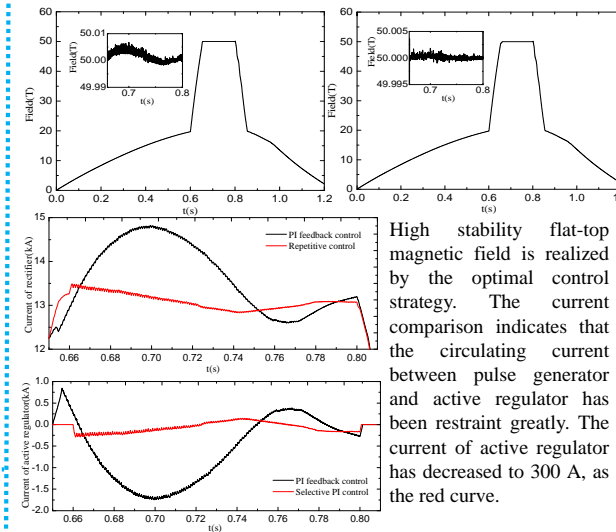 60
50
40
30
20
10
0
Field(T)
50.01
50.00
49.99
Field(T)
0.7 0.8
t(s)
0.0 0.2 0.4 0.6 0.8 1.0 1.2
t(s)
60
50
40
30
20
10
0
Field(T)
50.005
50.000
49.995
Field(T)
0.7 0.8
t(s)
0.0 0.2 0.4 0.6 0.8 1.0
t(s)
15
14
13
12
Current of rectifier(kA)
PI feedback control
Repetitive control
0.66 0.68 0.70 0.72 0.74 0.76 0.78 0.80
t(s)
1.0
0.5
0.0
-0.5
-1.0
-1.5
-2.0
Current of active regulator(kA)
PI feedback control
Selective PI control
0.66 0.68 0.70 0.72 0.74 0.76 0.78 0.80
t(s)
High stability flat-top
magnetic field is realized
by the optimal control
strategy. The current
comparison indicates that
the circulating current
between pulse generator
and active regulator has
been restraint greatly. The
current of active regulator
has decreased to 300 A, as
the red curve.